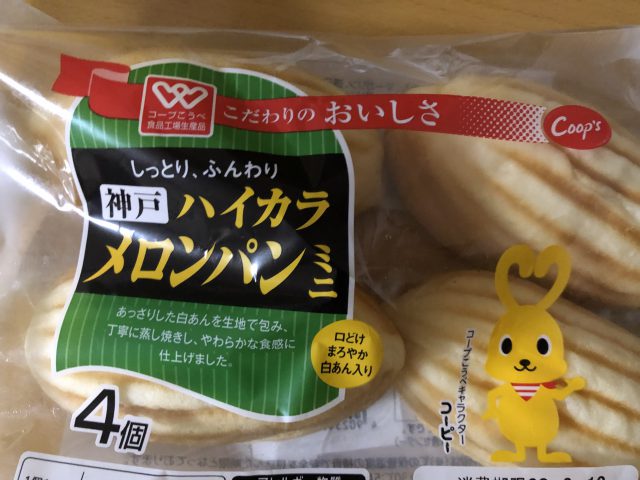 コープこうべ
食品工場生産品
こだわりの おいしさ
Coop's
しっとり、ふんわり
神戸 ハイカラ
メロンパン ミニ
あっさりした白あんを生地で包み、
丁寧に蒸し焼きし、やわらかな食感に
仕上げました。
口どけ
まろやか
白あん入り
4個
コープこうべキャラクター
コーピー